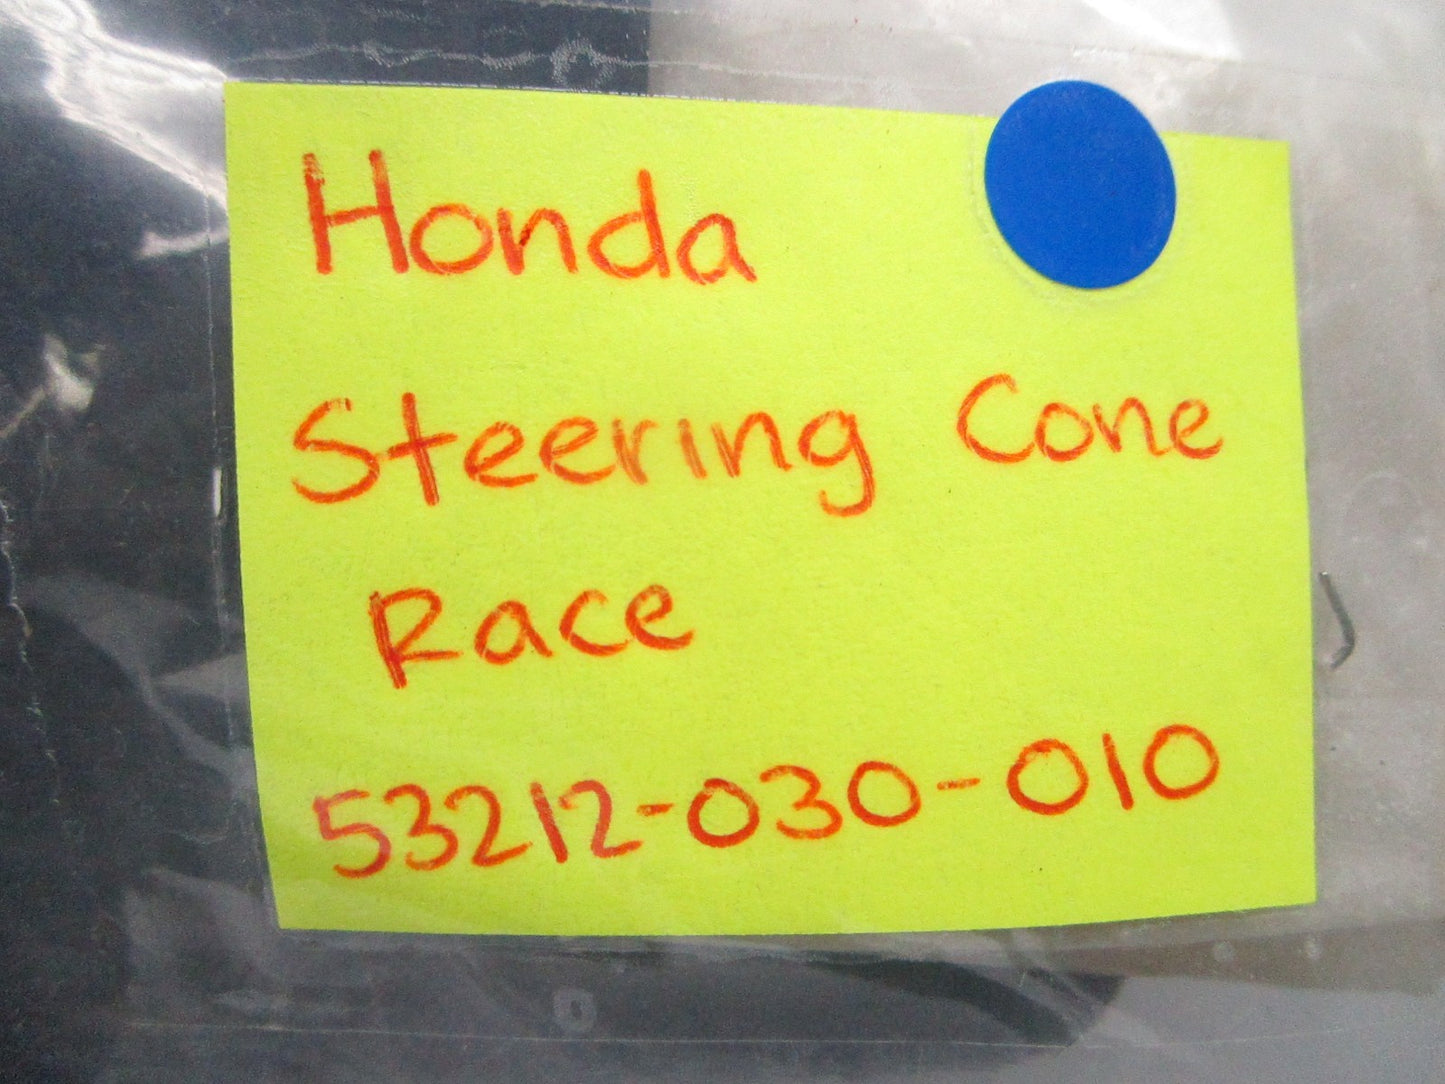 Honda
Steering Cone
Race
53212-030-010